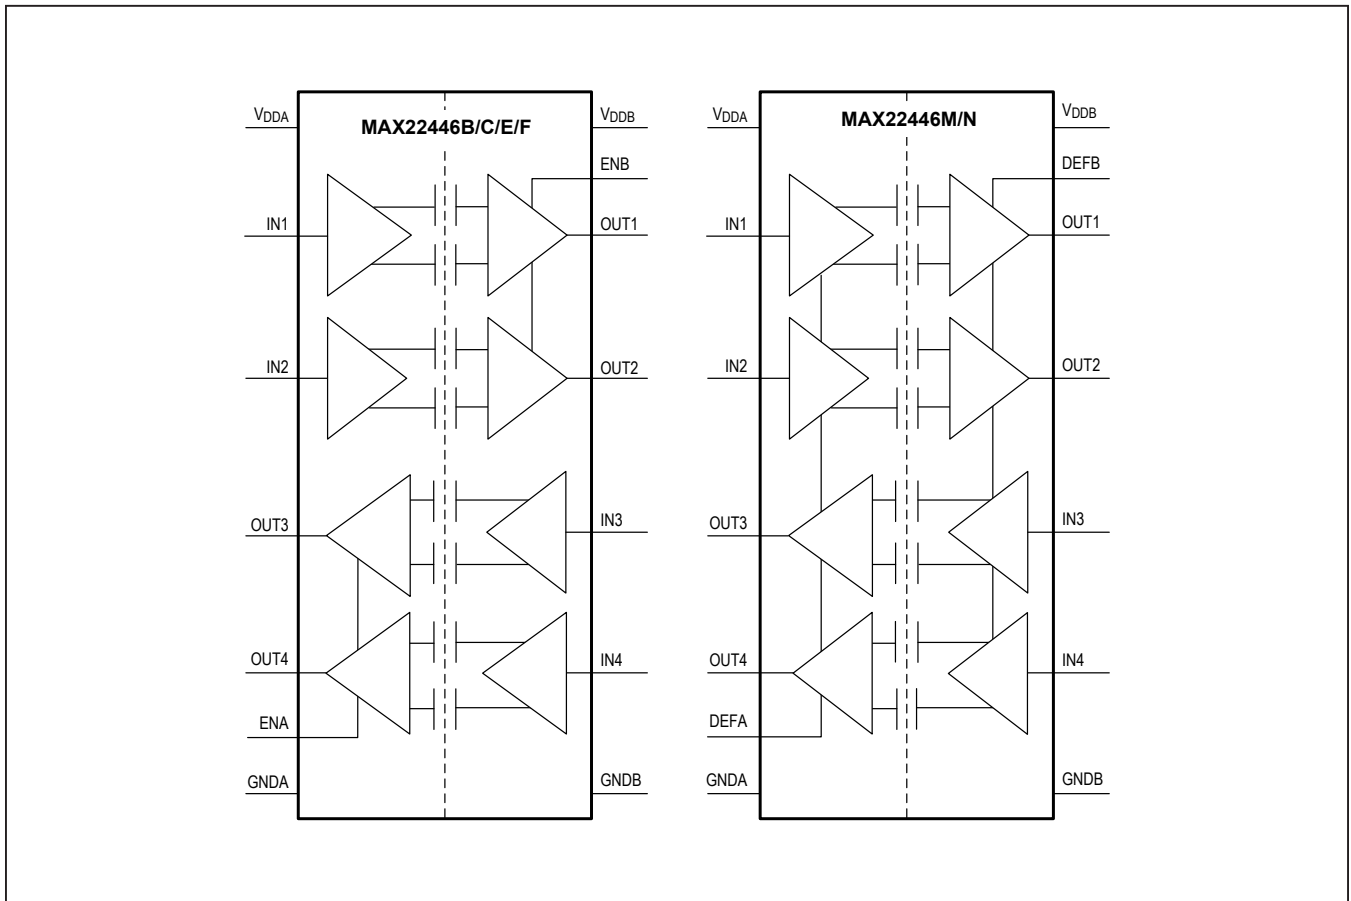 MAX22446B/C/E/F
VDDA
VDDB
ENB
IN1
OUT1
IN2
OUT2
OUT3
IN3
OUT4
IN4
ENA
GNDA
GNDB
MAX22446M/N
VDDA
VDDB
DEFB
IN1
OUT1
IN2
OUT2
OUT3
IN3
OUT4
IN4
DEFA
GNDA
GNDB